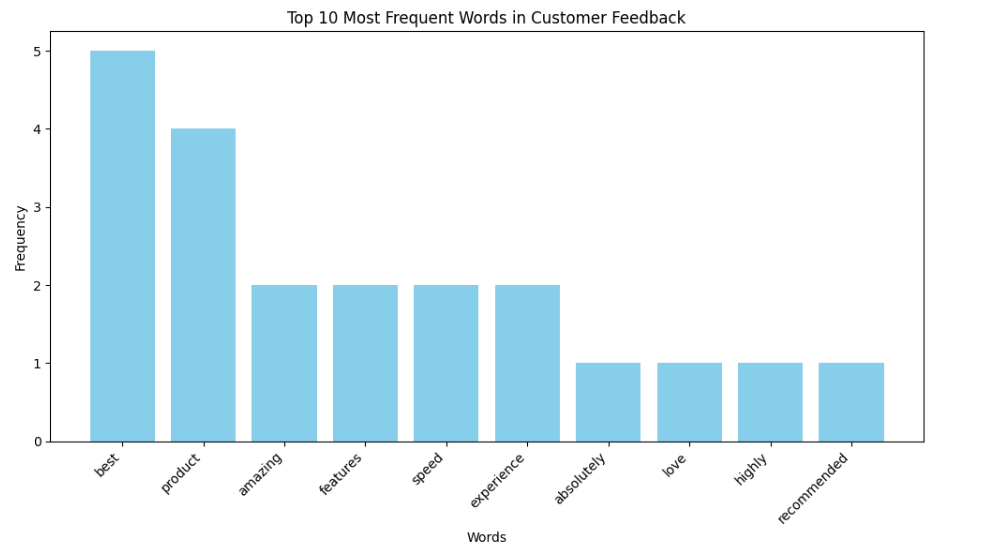 Top 10 Most Frequent Words in Customer Feedback
5
4
3
2
1
0
Frequency
best
product
amazing
features
speed
experience
absolutely
love
highly
recommended
Words